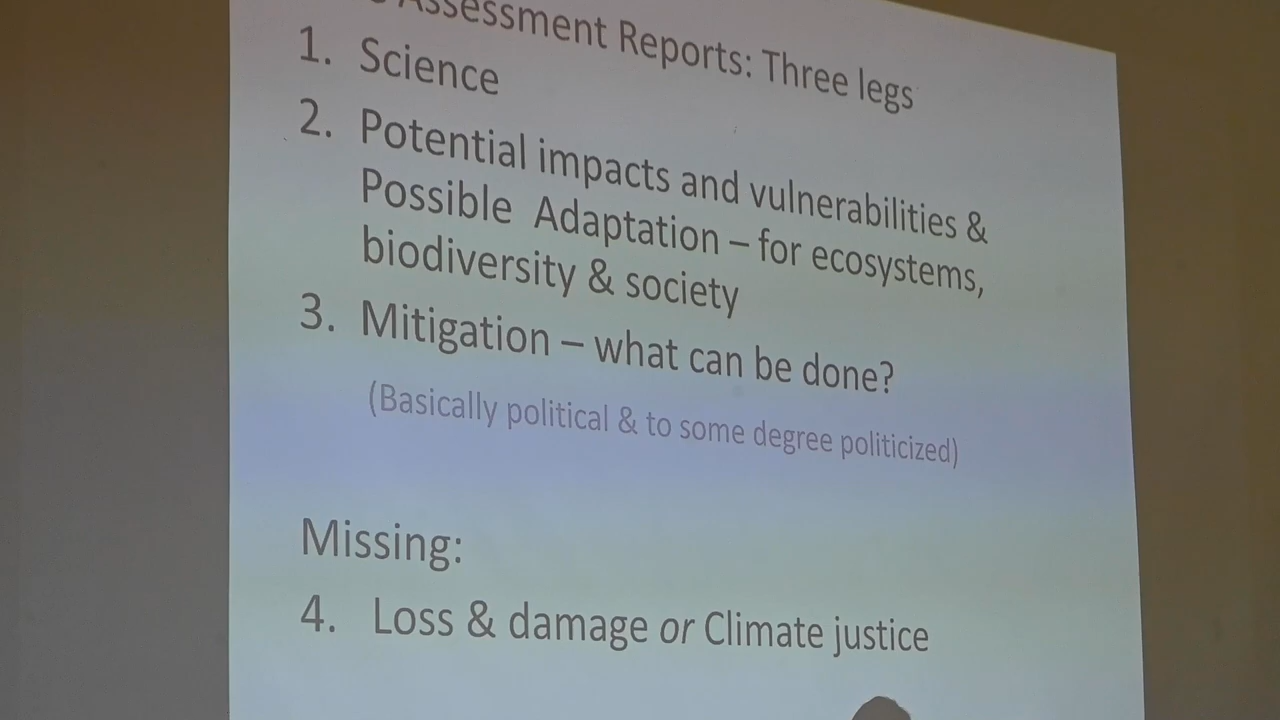 Assessment Reports: Three legs
1. Science
2. Potential impacts and vulnerabilities &
Possible Adaptation – for ecosystems,
biodiversity & society
3. Mitigation – what can be done?
(Basically political & to some degree politicized)
Missing:
4. Loss & damage or Climate justice